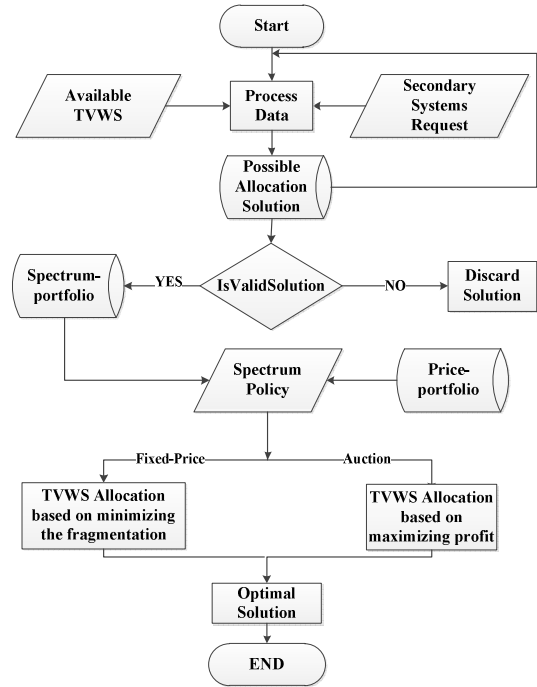 Start
Available
TVWS
Process
Data
Secondary
Systems
Request
Possible
Allocation
Solution
Spectrum-
portfolio
YES
IsValidSolution
NO
Discard
Solution
Spectrum
Policy
Price-
portfolio
Fixed-Price
Auction
TVWS Allocation
based on minimizing
the fragmentation
TVWS Allocation
based on
maximizing profit
Optimal
Solution
END